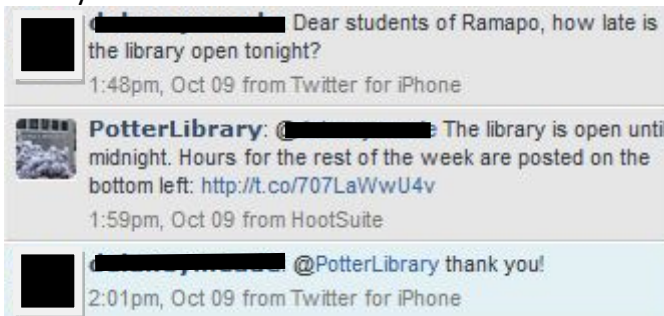 Dear students of Ramapo, how late is
the library open tonight?
1:48pm, Oct 09 from Twitter for iPhone
PotterLibrary: @ The library is open until
midnight. Hours for the rest of the week are posted on the
bottom left: http://t.co/707LaWwU4v
1:59pm, Oct 09 from HootSuite
@PotterLibrary thank you!
2:01pm, Oct 09 from Twitter for iPhone